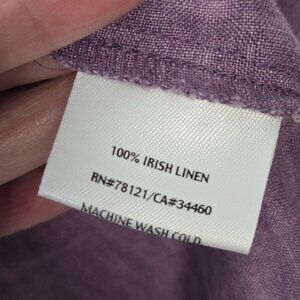 100% IRISH LINEN
RN#78121/CA#34460
MACHINE WASH COLD